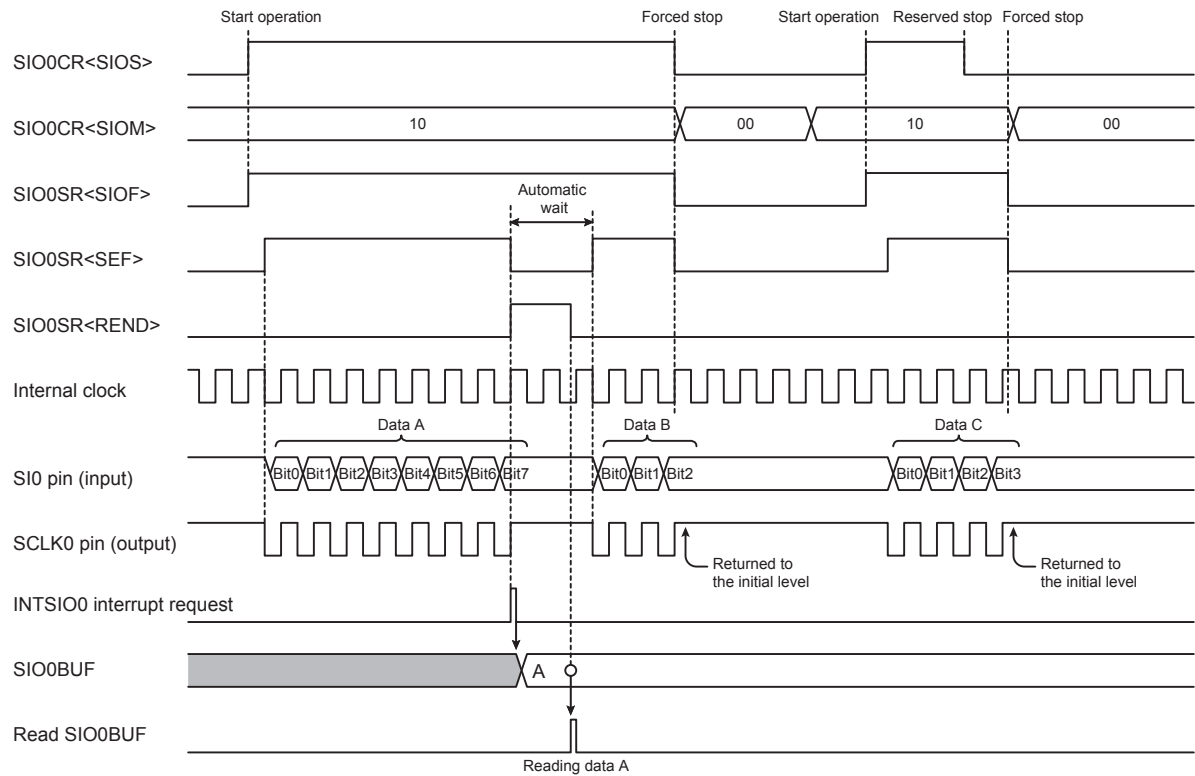 Start operation Forced stop Start operation Reserved stop Forced stop
SIO0CR<SIOS>
SIO0CR<SIOM> 10 00 10 00
SIO0SR<SIOF>
Automatic
wait
SIO0SR<SEF>
SIO0SR<REND>
Internal clock
Data A Data B Data C
SI0 pin (input) Bit0 Bit1 Bit2 Bit3 Bit4 Bit5 Bit6 Bit7 Bit0 Bit1 Bit2 Bit0 Bit1 Bit2 Bit3
SCLK0 pin (output)
Returned to
the initial level
Returned to
the initial level
INTSIO0 interrupt request
SIO0BUF A
Read SIO0BUF
Reading data A